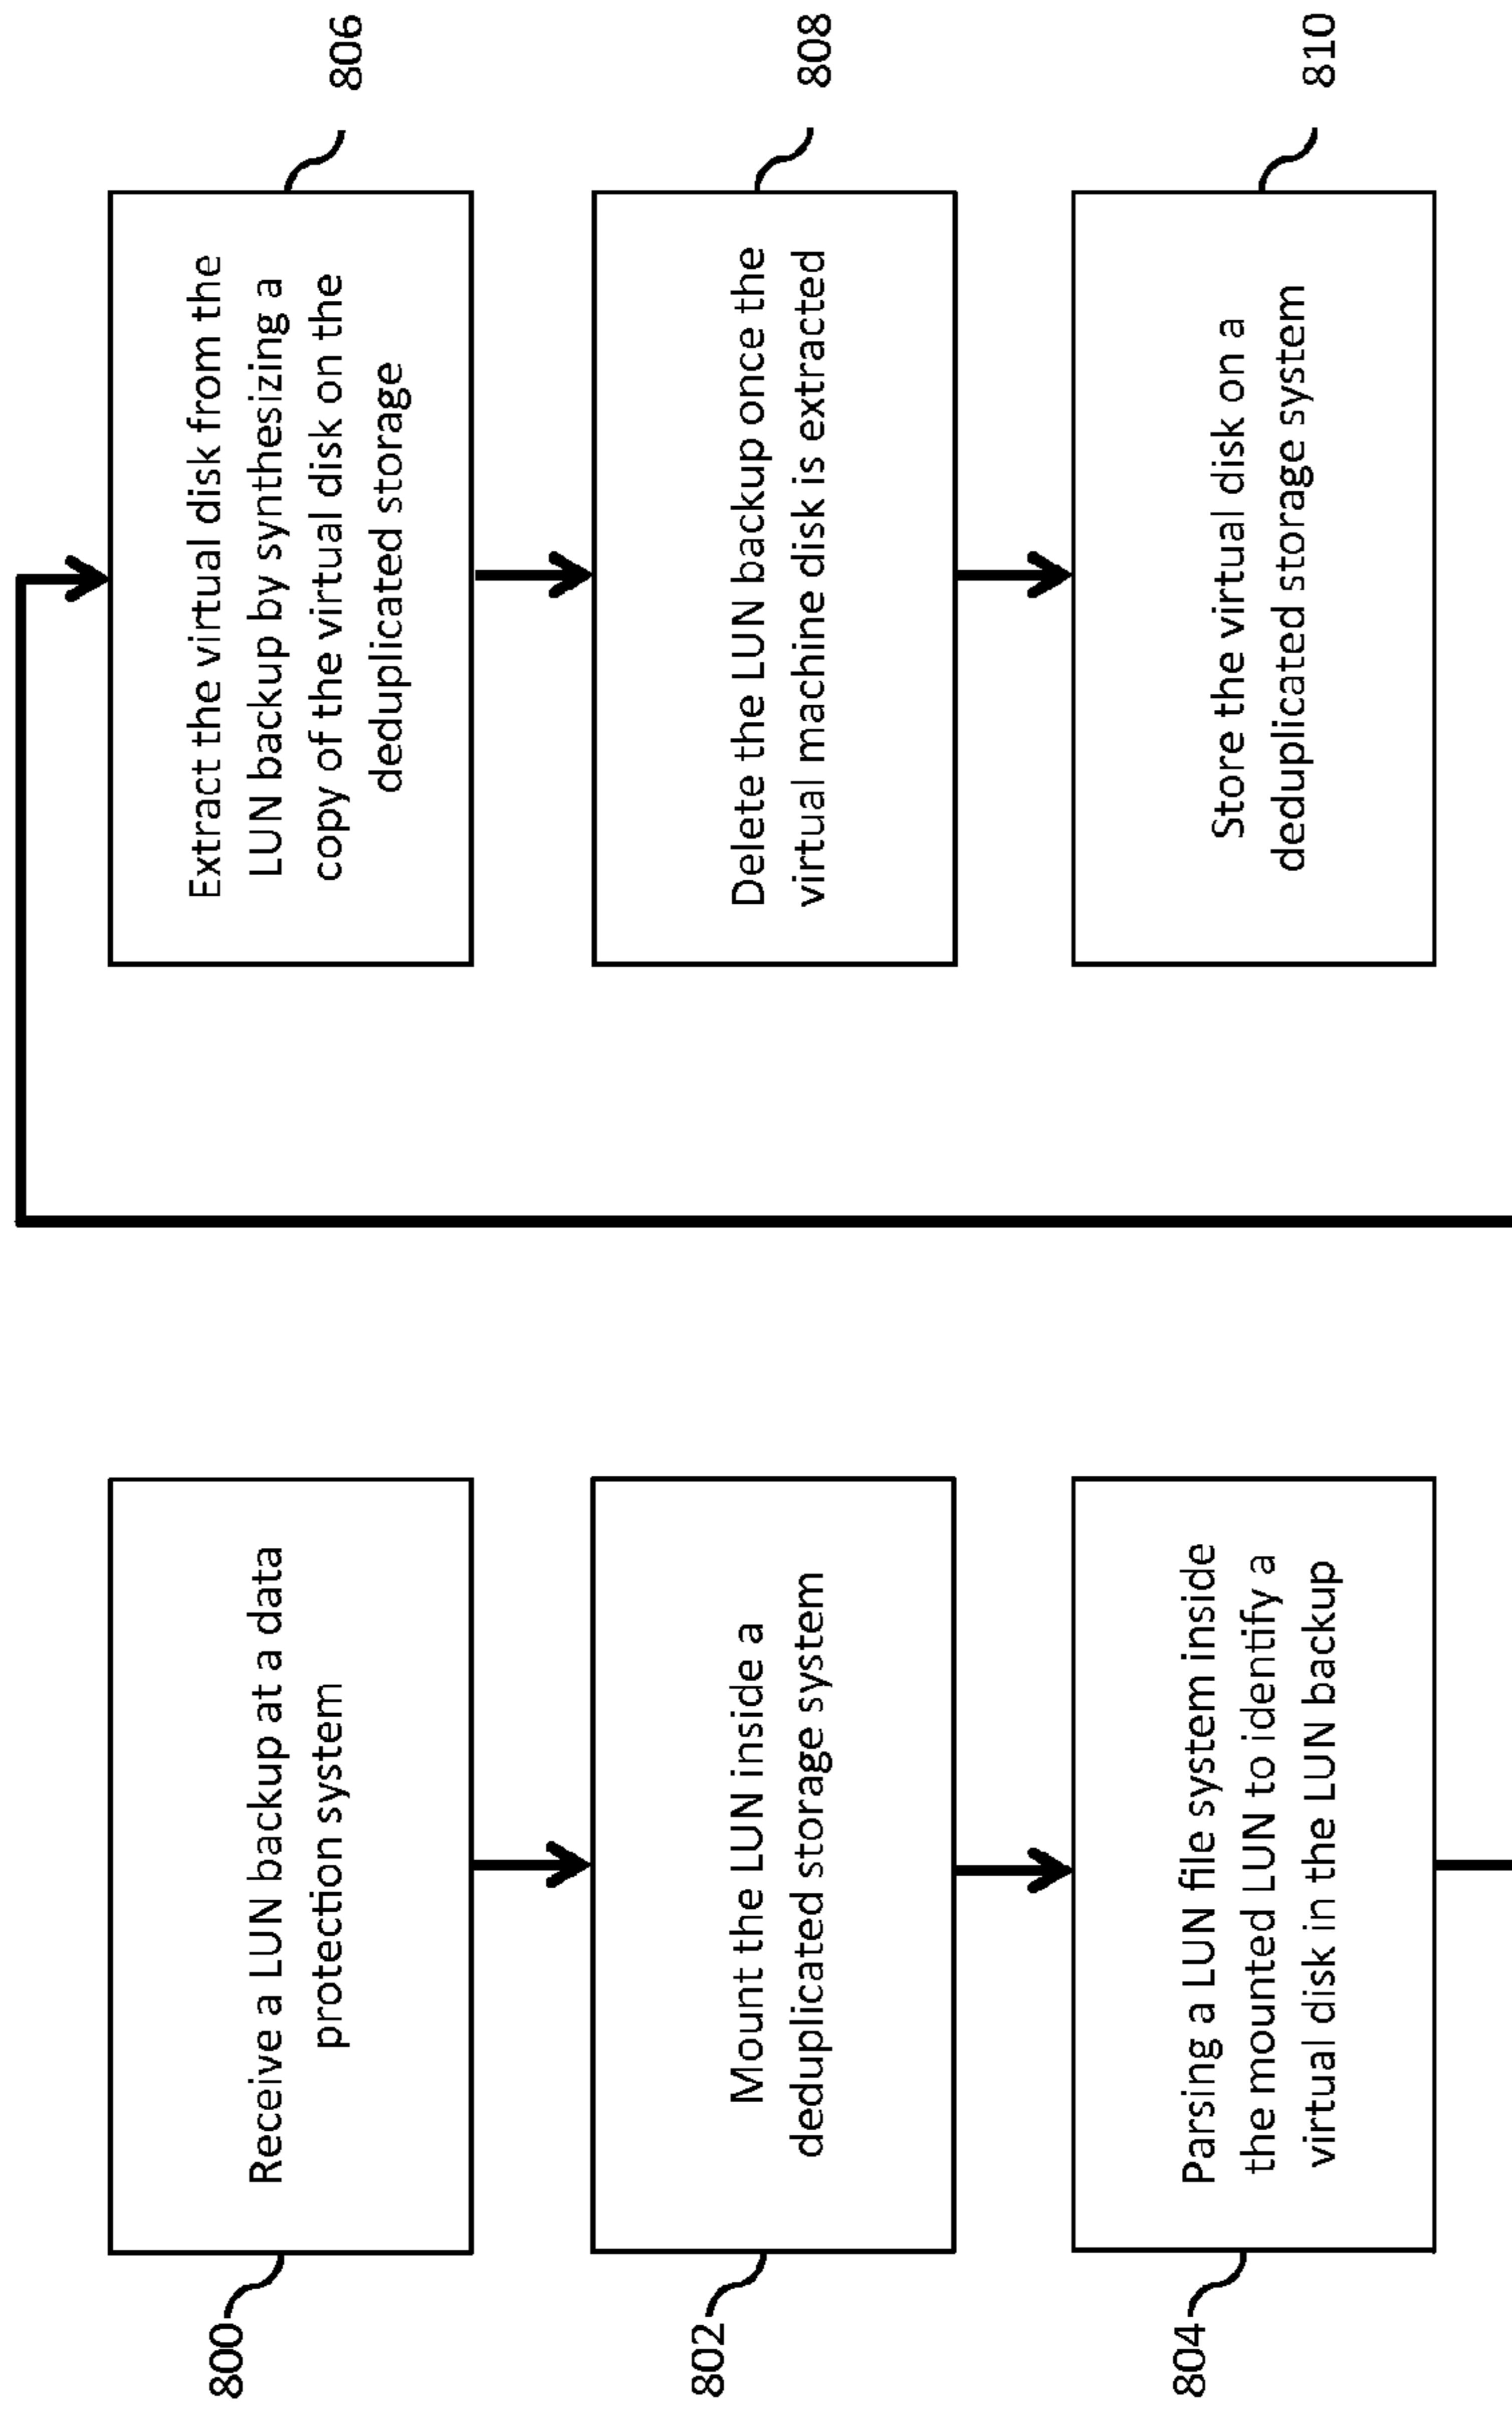 800
Receive a LUN backup at a data
protection system
802
Mount the LUN inside a
deduplicated storage system
804
Parsing a LUN file system inside
the mounted LUN to identify a
virtual disk in the LUN backup
Extract the virtual disk from the
LUN backup by synthesizing a
copy of the virtual disk on the
deduplicated storage
806
Delete the LUN backup once the
virtual machine disk is extracted
808
Store the virtual disk on a
deduplicated storage system
810